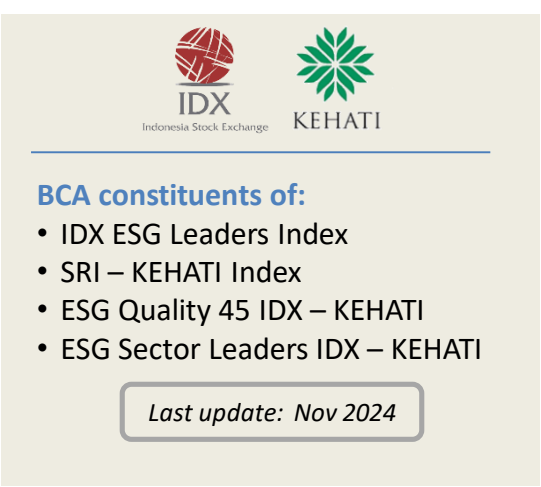 IDX
Indonesia Stock Exchange
KEHATI
BCA constituents of:
• IDX ESG Leaders Index
• SRI – KEHATI Index
• ESG Quality 45 IDX – KEHATI
• ESG Sector Leaders IDX – KEHATI
Last update: Nov 2024